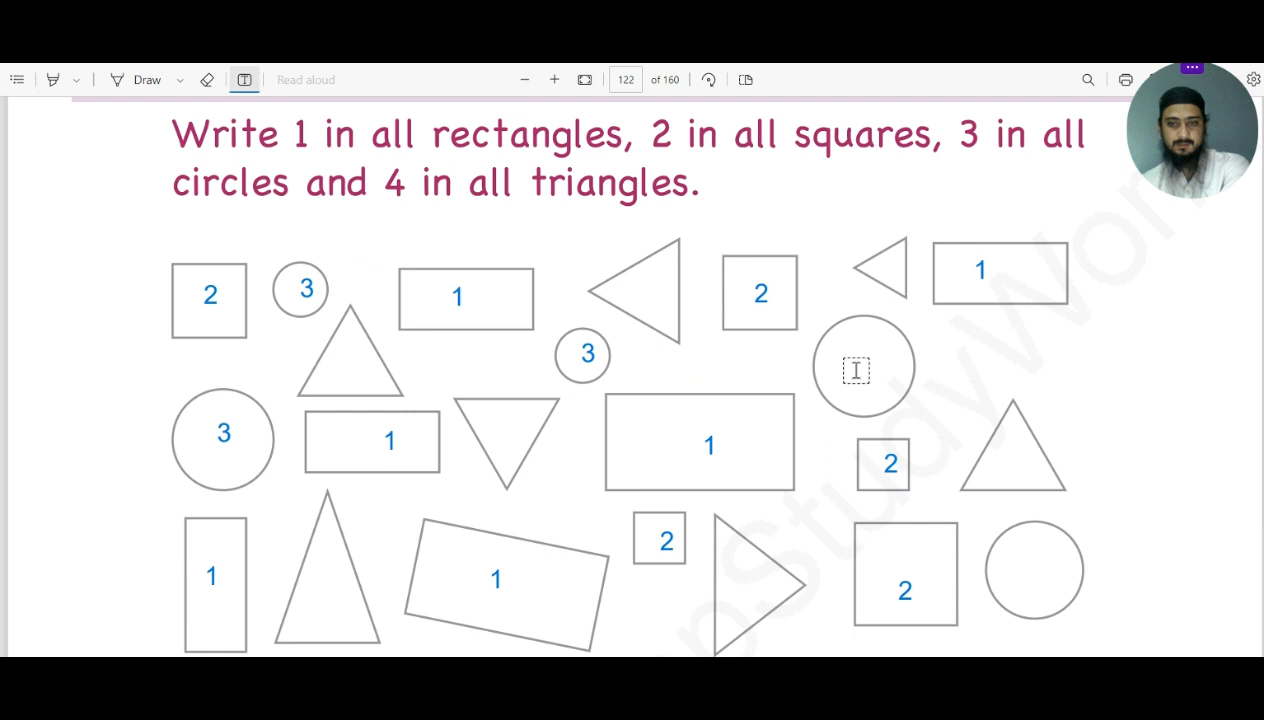 Draw
Read aloud
122 of 160
Write 1 in all rectangles, 2 in all squares, 3 in all
circles and 4 in all triangles.
2 3 1 2 1
3
3 1 1 2
1 1 2 2